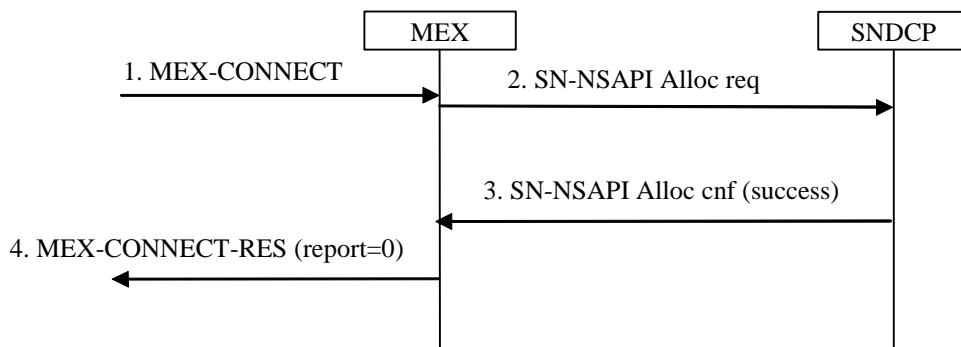 MEX
SNDCP
1. MEX-CONNECT
2. SN-NSAPI Alloc req
3. SN-NSAPI Alloc cnf (success)
4. MEX-CONNECT-RES (report=0)